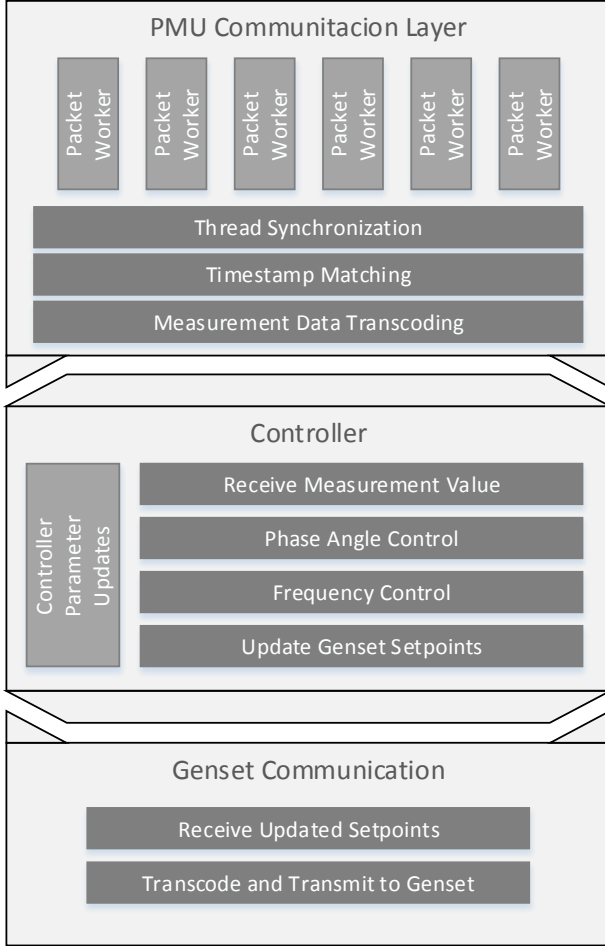 PMU Communitacion Layer
Packet
Worker
Packet
Worker
Packet
Worker
Packet
Worker
Packet
Worker
Packet
Worker
Thread Synchronization
Timestamp Matching
Measurement Data Transcoding
Controller
Controller
Parameter
Updates
Receive Measurement Value
Phase Angle Control
Frequency Control
Update Genset Setpoints
Genset Communication
Receive Updated Setpoints
Transcode and Transmit to Genset